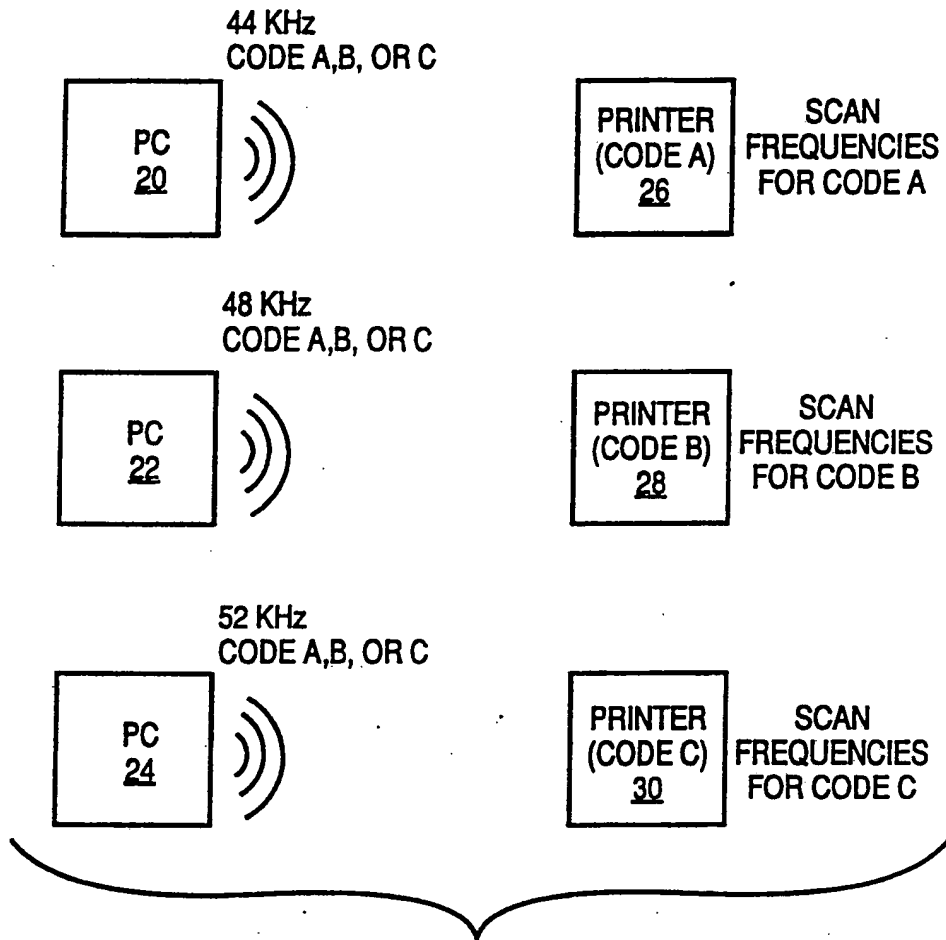 44 KHz
CODE A,B, OR C
PC
20
PRINTER
(CODE A)
26
SCAN
FREQUENCIES
FOR CODE A
48 KHz
CODE A,B, OR C
PC
22
PRINTER
(CODE B)
28
SCAN
FREQUENCIES
FOR CODE B
52 KHz
CODE A,B, OR C
PC
24
PRINTER
(CODE C)
30
SCAN
FREQUENCIES
FOR CODE C